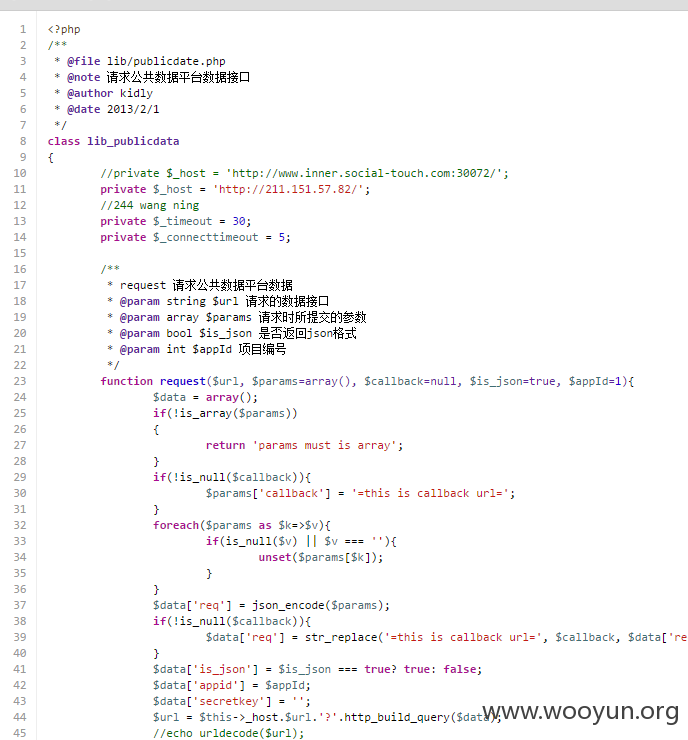 1 <?php
2 /**
3  * @file lib/publicdate.php
4  * @note 请求公共数据平台数据接口
5  * @author kidly
6  * @date 2013/2/1
7  */
8 class lib_publicdata
9 {
10 //private $_host = 'http://www.inner.social-touch.com:30072/';
11 private $_host = 'http://211.151.57.82/';
12 //244 wang ning
13 private $_timeout = 30;
14 private $_connecttimeout = 5;
15
16 /**
17  * request 请求公共数据平台数据
18  * @param string $url 请求的数据接口
19  * @param array $params 请求时所提交的参数
20  * @param bool $is_json 是否返回json格式
21  * @param int $appId 项目编号
22  */
23 function request($url, $params=array(), $callback=null, $is_json=true, $appId=1){
24 $data = array();
25 if(!is_array($params))
26 {
27 return 'params must is array';
28 }
29 if(!is_null($callback)){
30 $params['callback'] = '=this is callback url=';
31 }
32 foreach($params as $k=>$v){
33 if(is_null($v) || $v === ''){
34 unset($params[$k]);
35 }
36 }
37 $data['req'] = json_encode($params);
38 if(!is_null($callback)){
39 $data['req'] = str_replace('=this is callback url=', $callback, $data['re
40 }
41 $data['is_json'] = $is_json === true? true: false;
42 $data['appid'] = $appId;
43 $data['secretkey'] = '';
44 $url = $this->_host.$url.'?'.http_build_query($data);
www.wooyun.org
45 //echo urldecode($url);